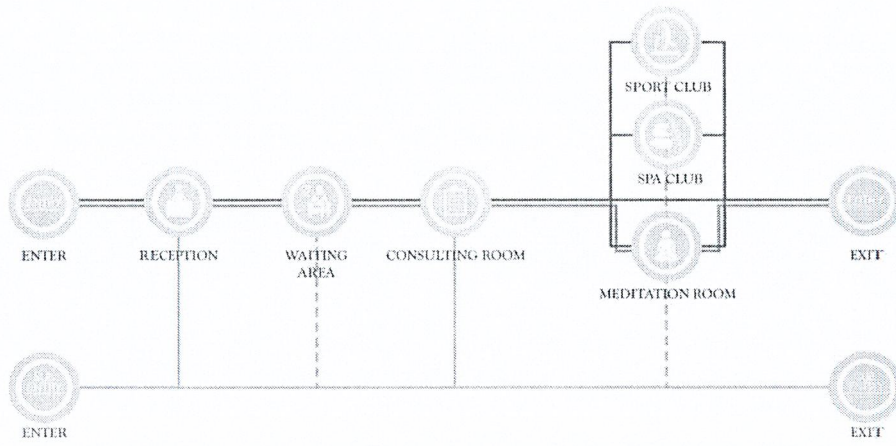 SPORT CLUB
SPA CLUB
ENTER
RECEPTION
WAITING
AREA
CONSULTING ROOM
EXIT
MEDITATION ROOM
ENTER
EXIT